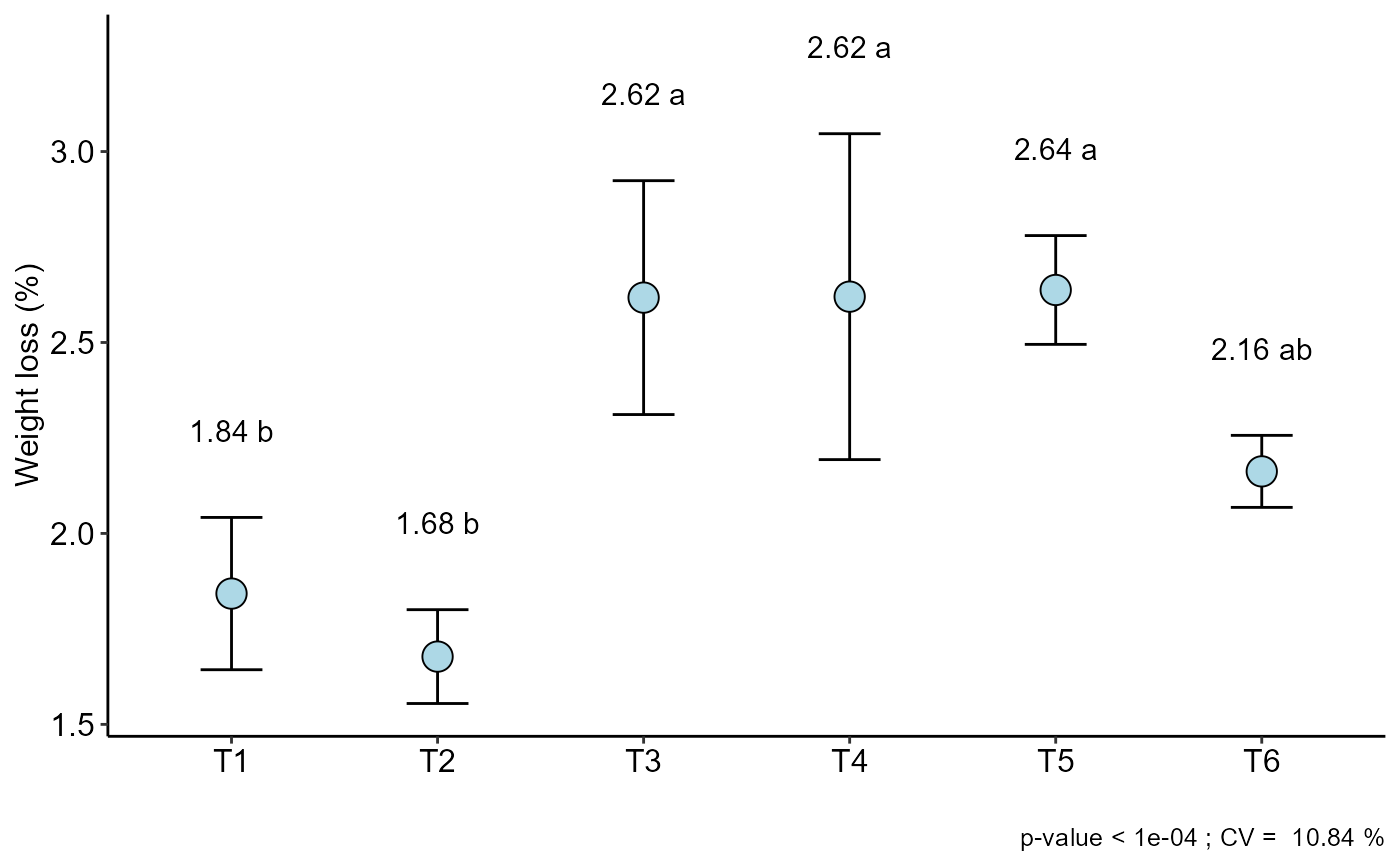 2.62 a
2.62 a
2.64 a
2.16 ab
1.84 b
1.68 b
Weight loss (%)
3.0
2.5
2.0
1.5
T1 T2 T3 T4 T5 T6
p-value < 1e-04 ; CV =  10.84 %